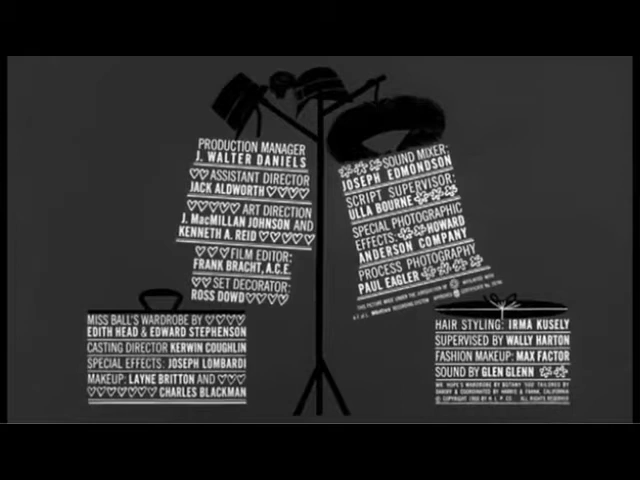 PRODUCTION MANAGER
J. WALTER DANIELS
ASSISTANT DIRECTOR
JACK ALDWORTH
ART DIRECTION
J. MacMILLAN JOHNSON AND
KENNETH A. REID
FILM EDITOR:
FRANK BRACHT, A.C.E.
SET DECORATOR:
ROSS DOWD
SOUND MIXER:
JOSEPH EDMONDSON
SCRIPT SUPERVISOR:
ULLA BOURNE
SPECIAL PHOTOGRAPHIC
EFFECTS: HOWARD
ANDERSON COMPANY
PROCESS PHOTOGRAPHY
PAUL EAGLER
MISS BALL'S WARDROBE BY
EDITH HEAD & EDWARD STEPHENSON
CASTING DIRECTOR KERWIN COUGHLIN
SPECIAL EFFECTS: JOSEPH LOMBARDI
MAKEUP: LAYNE BRITTON AND
CHARLES BLACKMAN
HAIR STYLING: IRMA KUSELY
SUPERVISED BY WALLY HARTON
FASHION MAKEUP: MAX FACTOR
SOUND BY GLEN GLENN
ALL RIGHTS RESERVED